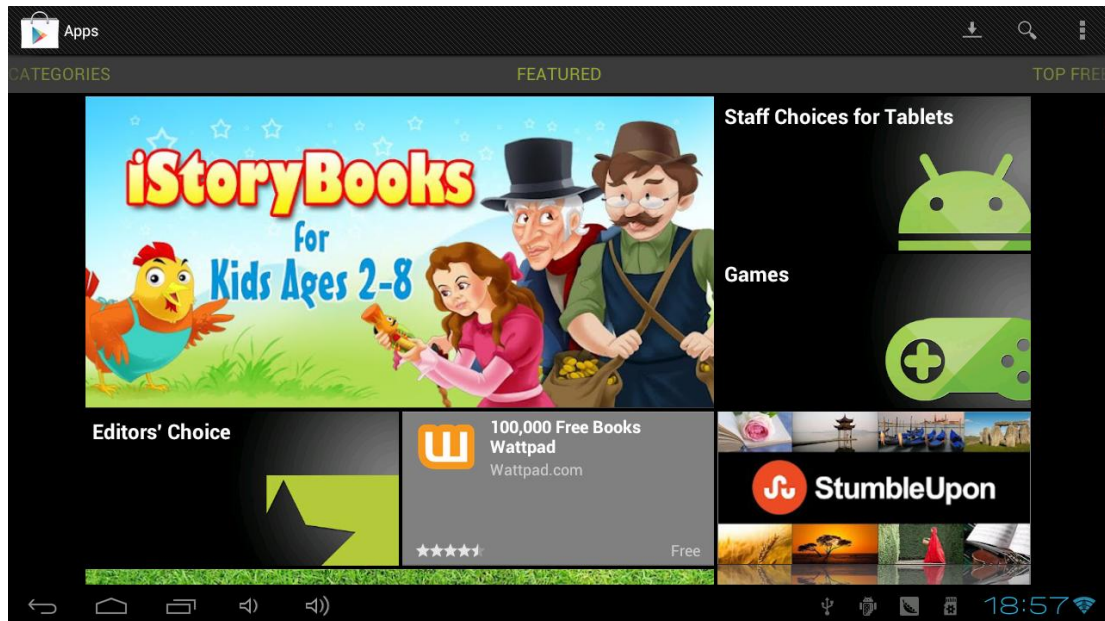 Apps
CATEGORIES
FEATURED
TOP FREE
iStoryBooks
for
Kids Ages 2-8
Staff Choices for Tablets
Games
Editors' Choice
100,000 Free Books
Wattpad
Wattpad.com
Free
StumbleUpon
18:57